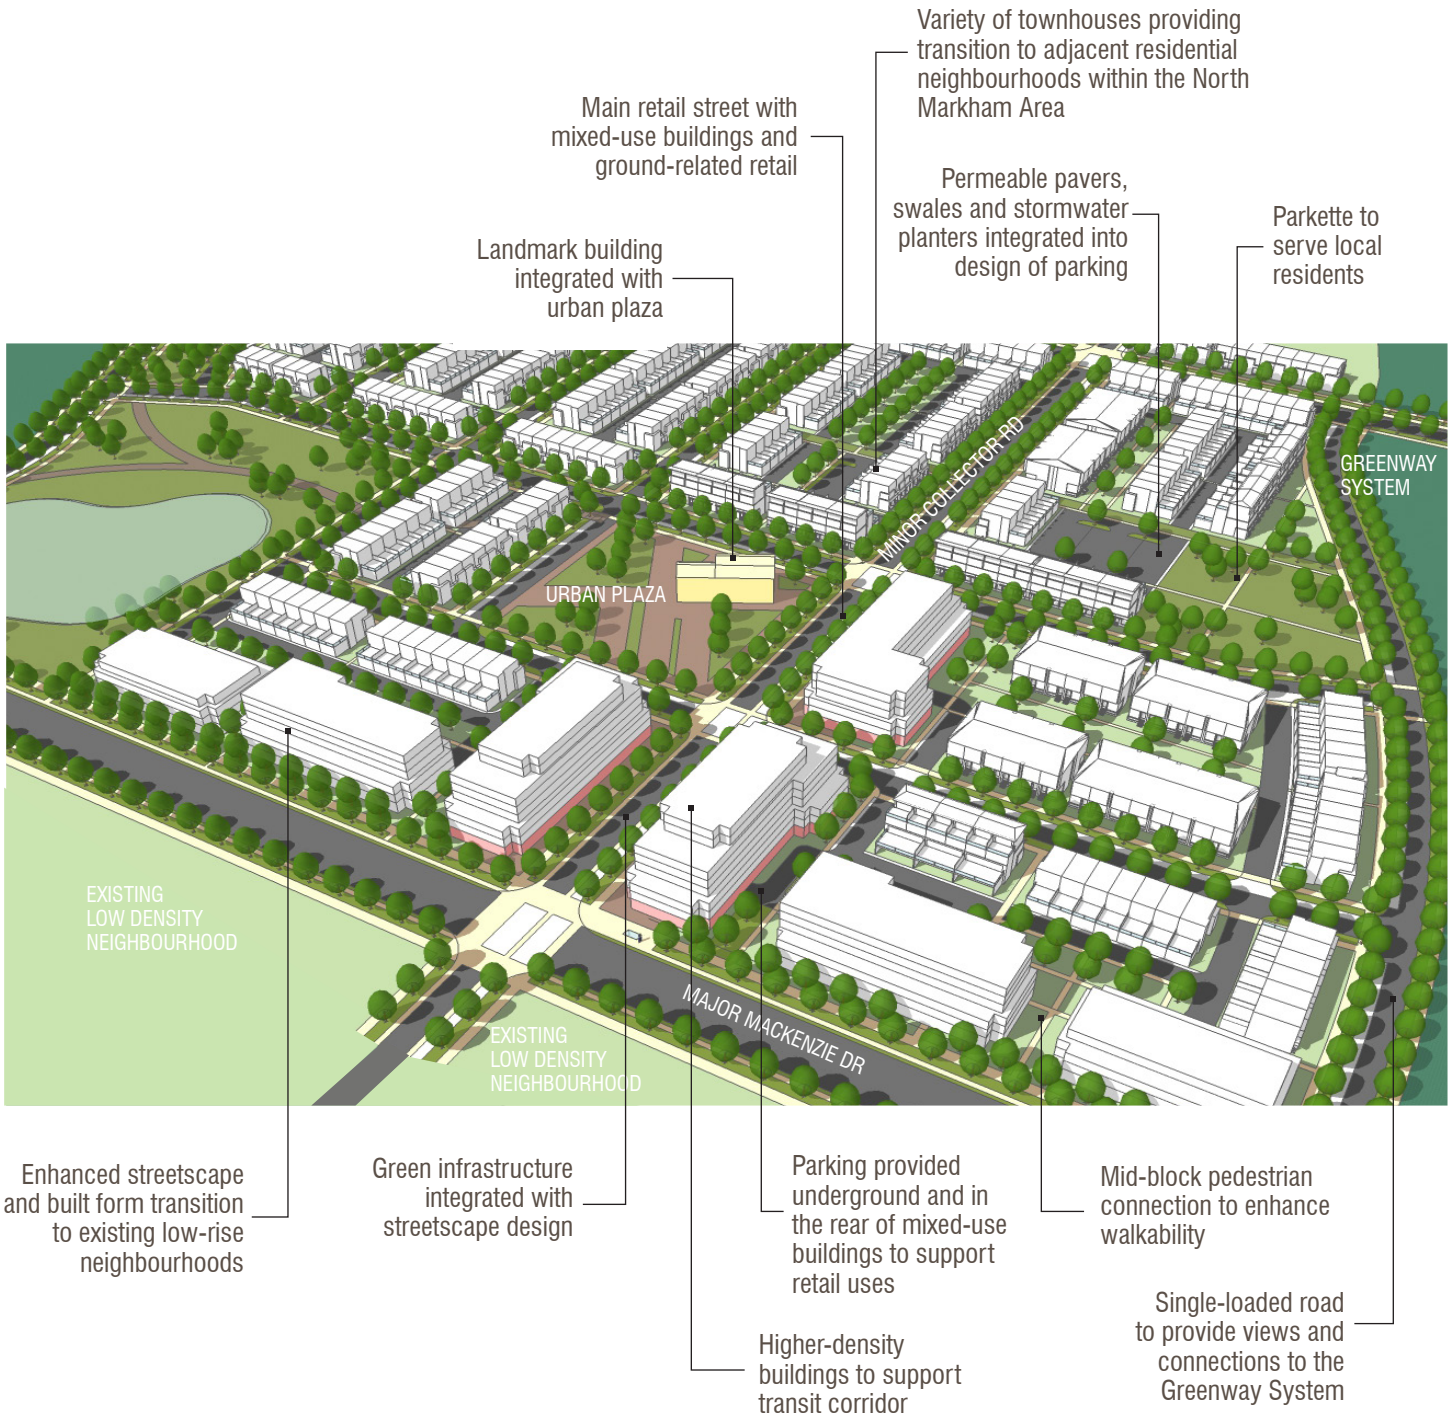 Variety of townhouses providing
transition to adjacent residential
neighbourhoods within the North
Markham Area
Main retail street with
mixed-use buildings and
ground-related retail
Permeable pavers,
swales and stormwater
planters integrated into
design of parking
Parkette to
serve local
residents
Landmark building
integrated with
urban plaza
MINOR COLLECTOR RD
GREENWAY
SYSTEM
URBAN PLAZA
EXISTING
LOW DENSITY
NEIGHBOURHOOD
MAJOR MACKENZIE DR
EXISTING
LOW DENSITY
NEIGHBOURHOOD
Enhanced streetscape
and built form transition
to existing low-rise
neighbourhoods
Green infrastructure
integrated with
streetscape design
Parking provided
underground and in
the rear of mixed-use
buildings to support
retail uses
Mid-block pedestrian
connection to enhance
walkability
Higher-density
buildings to support
transit corridor
Single-loaded road
to provide views and
connections to the
Greenway System